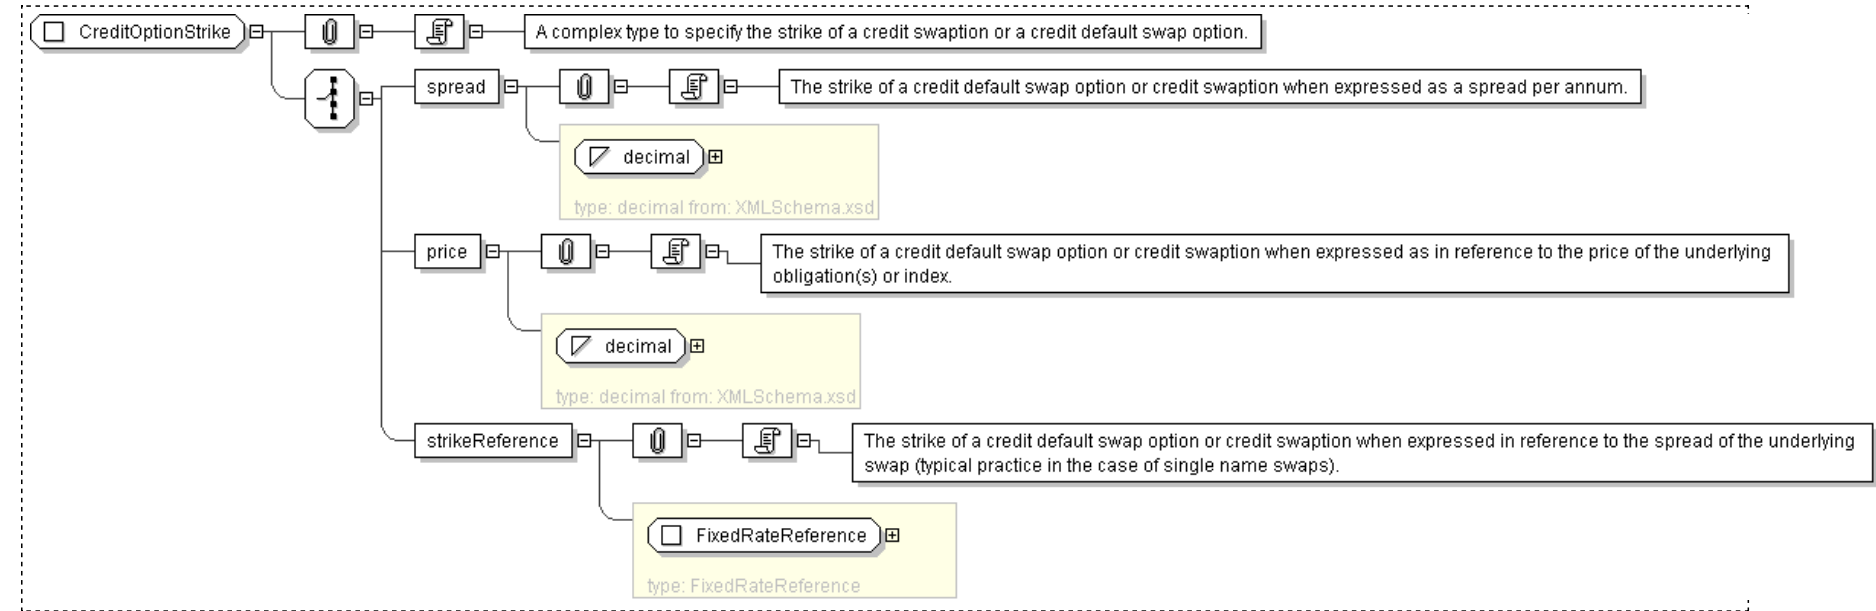 CreditOptionStrike
A complex type to specify the strike of a credit swaption or a credit default swap option.
spread
The strike of a credit default swap option or credit swaption when expressed as a spread per annum.
decimal
type: decimal from: XMLSchema.xsd
price
The strike of a credit default swap option or credit swaption when expressed as in reference to the price of the underlying
obligation(s) or index.
decimal
type: decimal from: XMLSchema.xsd
strikeReference
The strike of a credit default swap option or credit swaption when expressed in reference to the spread of the underlying
swap (typical practice in the case of single name swaps).
FixedRateReference
type: FixedRateReference